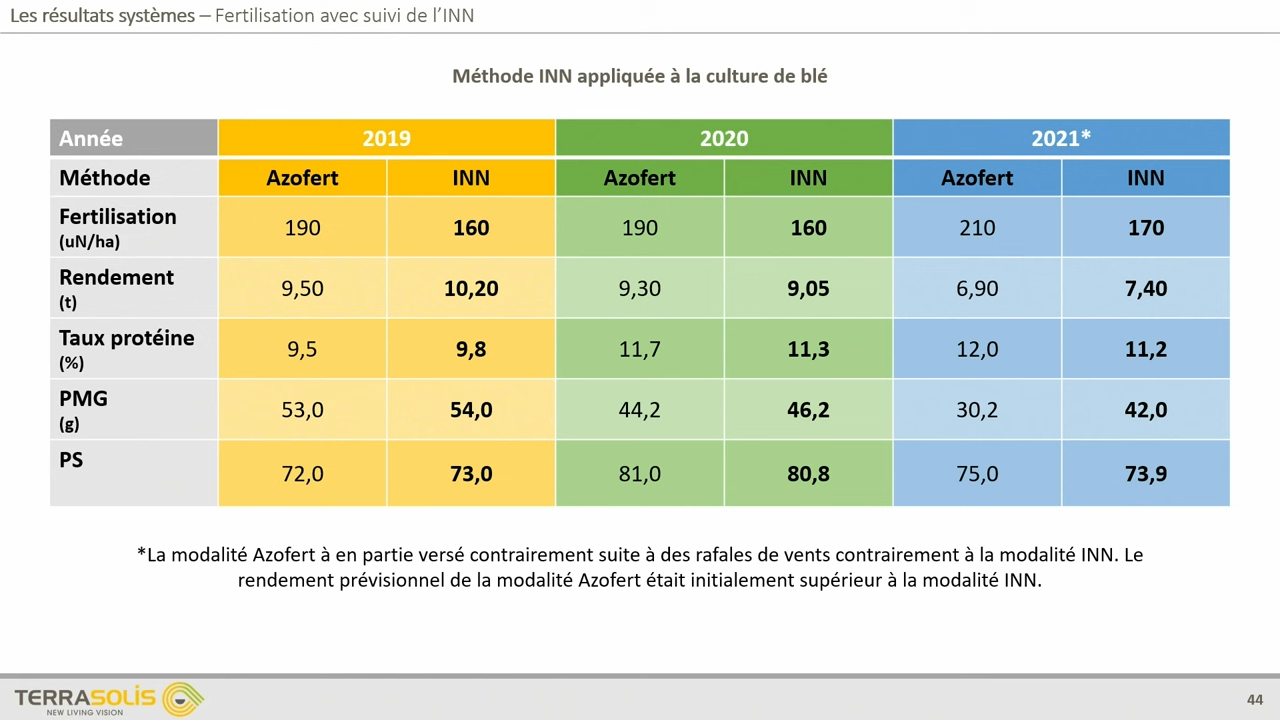 Les résultats systèmes – Fertilisation avec suivi de l’INN
Méthode INN appliquée à la culture de blé
Année 2019 2020 2021*
Méthode Azofert INN Azofert INN Azofert INN
Fertilisation (uN/ha) 190 160 190 160 210 170
Rendement (t) 9,50 10,20 9,30 9,05 6,90 7,40
Taux protéine (%) 9,5 9,8 11,7 11,3 12,0 11,2
PMG (g) 53,0 54,0 44,2 46,2 30,2 42,0
PS 72,0 73,0 81,0 80,8 75,0 73,9
*La modalité Azofert à en partie versé contrairement suite à des rafales de vents contrairement à la modalité INN. Le
rendement prévisionnel de la modalité Azofert était initialement supérieur à la modalité INN.
TERRASOLIS
NEW LIVING VISION
44